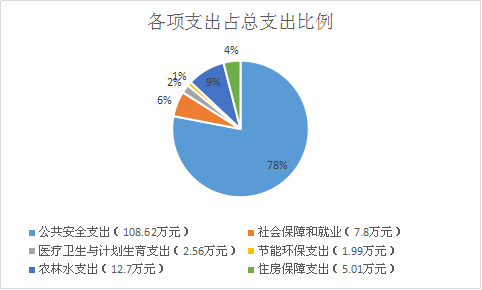 各项支出占总支出比例
4%
1%
2%
9%
6%
78%
公共安全支出（108.62万元）
社会保障和就业（7.8万元）
医疗卫生与计划生育支出（2.56万元）
节能环保支出（1.99万元）
农林水支出（12.7万元）
住房保障支出（5.01万元）